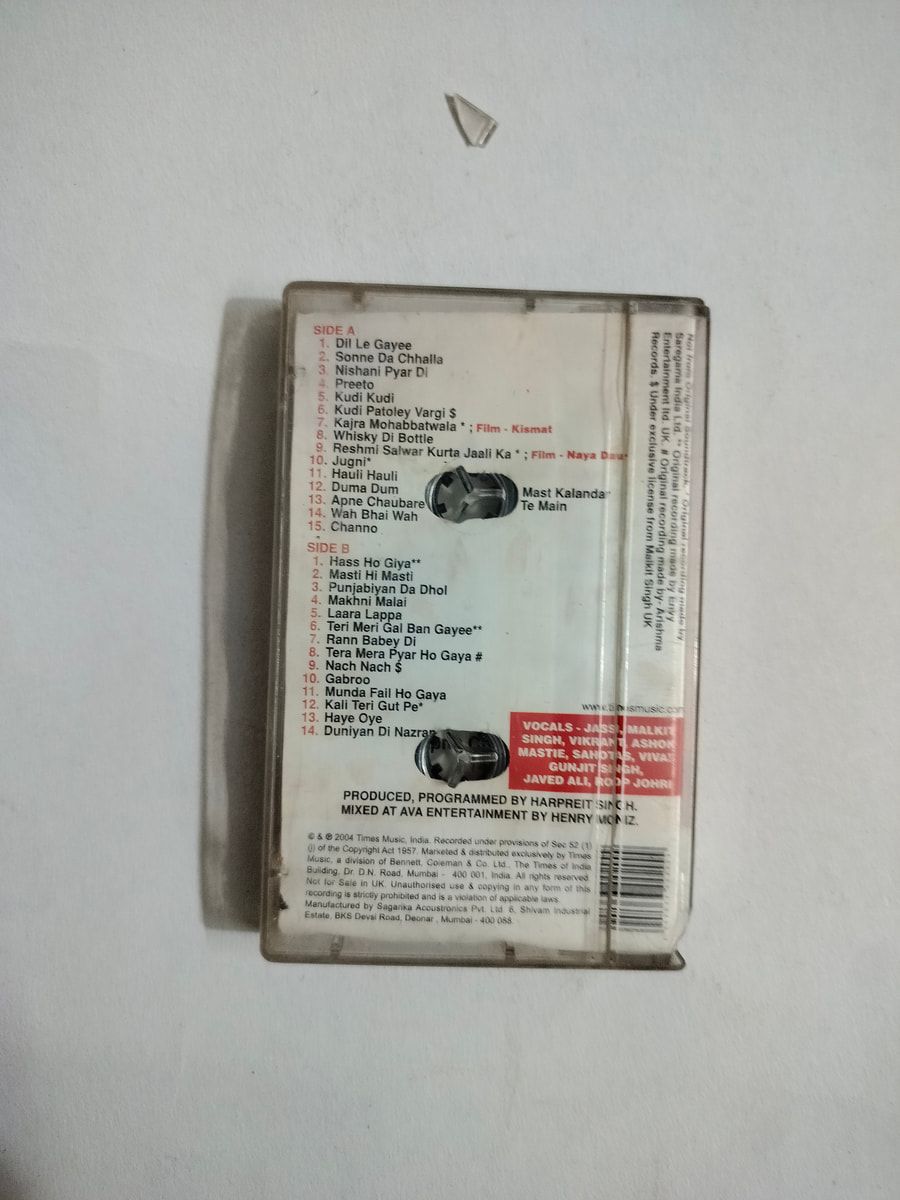 SIDE A
1. Dil Le Gayee
2. Sonne Da Chhalla
3. Nishani Pyar Di
4. Preeto
5. Kudi Kudi
6. Kudi Patoley Vargi $
7. Kajra Mohabbatwala * ; Film - Kismat
8. Whisky Di Bottle
9. Reshmi Salwar Kurta Jaali Ka * ; Film - Naya
10. Jugni*
11. Hauli Hauli
12. Duma Dum Mast Kalandar
13. Apne Chaubare Te Main
14. Wah Bhai Wah
15. Channo
SIDE B
1. Hass Ho Giya**
2. Masti Hi Masti
3. Punjabiyan Da Dhol
4. Makhni Malai
5. Laara Lappa
6. Teri Meri Gal Ban Gayee**
7. Rann Babey Di
8. Tera Mera Pyar Ho Gaya #
9. Nach Nach $
10. Gabroo
11. Munda Fail Ho Gaya
12. Kali Teri Gut Pe*
13. Haye Oye
14. Duniyan Di Nazran
Not from Original Soundtrack. * Original recording made by
Saregama India Ltd. ** Original recording made by Envy
Entertainment ltd. UK. # Original recording made by- Arishma
Records. $ Under exclusive license from Malkit Singh UK
www.timesmusic.com
VOCALS - JASSI, MALKIT
SINGH, VIKRANT, ASHOK
MASTIE, SAHOTAS,
GUNJIT SINGH,
JAVED ALI, ROOP JOHRI
PRODUCED, PROGRAMMED BY HARPREIT SINGH.
MIXED AT AVA ENTERTAINMENT BY HENRY MONIZ.
© & ℗ 2004 Times Music, India. Recorded under provisions of Sec 52 (1)
(j) of the Copyright Act 1957. Marketed & distributed exclusively by Times
Music, a division of Bennett, Coleman & Co. Ltd., The Times of India
Building, Dr. D.N. Road, Mumbai - 400 001, India. All rights reserved.
Not for Sale in UK. Unauthorised use & copying in any form of this
recording is strictly prohibited and is a violation of applicable laws.
Manufactured by Saganka Acoustronics Pvt. Ltd. 6, Shivam Industrial
Estate, BKS Devsi Road, Deonar, Mumbai - 400 088.